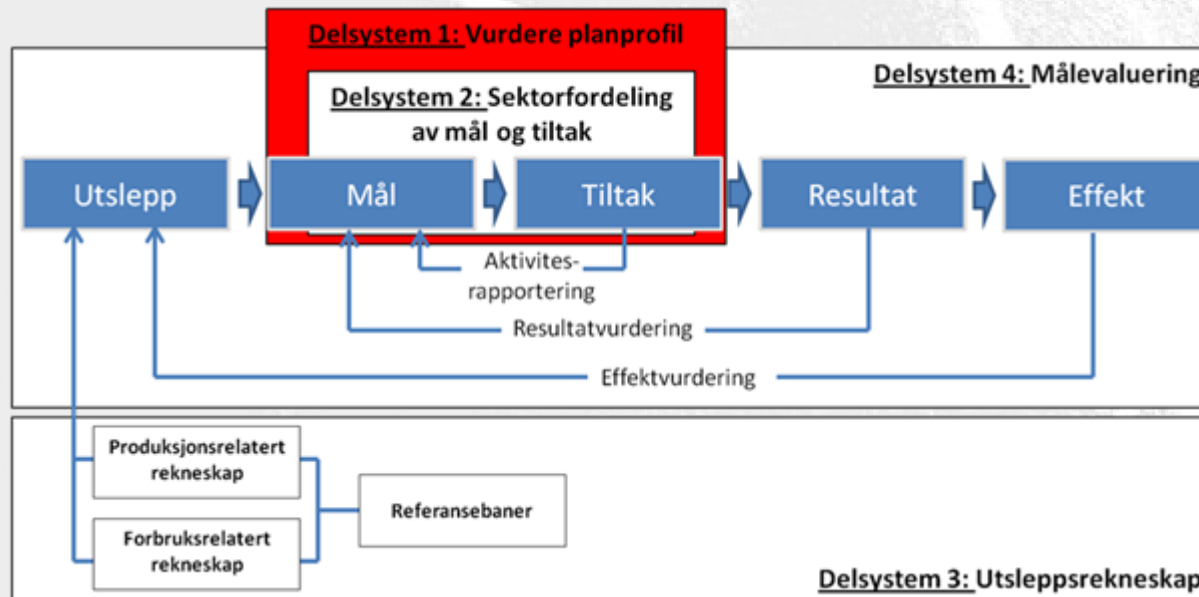 Delsystem 1: Vurdere planprofil
Delsystem 4: Målevaluering
Delsystem 2: Sektorfordeling
av mål og tiltak
Utslepp
Mål
Tiltak
Resultat
Effekt
Aktivites-
rapportering
Resultatvurdering
Effektvurdering
Produksjonsrelatert
rekneskap
Referansebaner
Forbruksrelatert
rekneskap
Delsystem 3: Utsleppsrekneskap